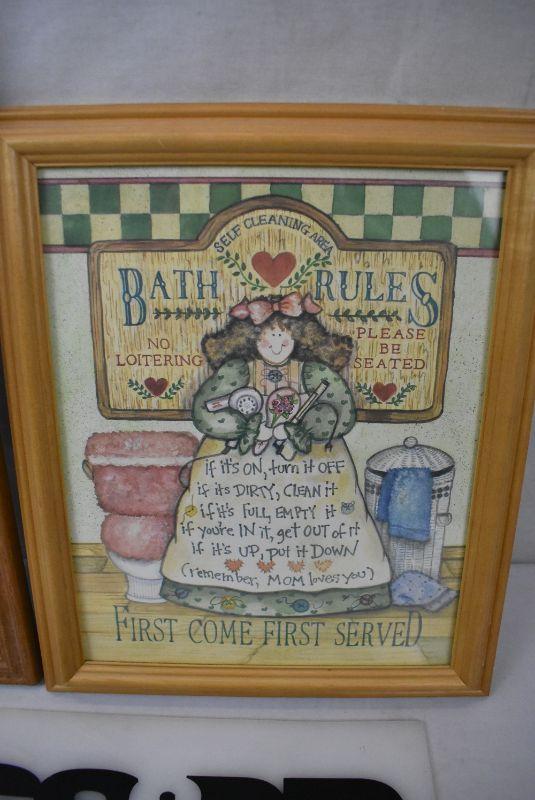 SELF CLEANING AREA
BATH RULES
NO
LOITERING
PLEASE
BE
SEATED
if it's ON, turn it OFF
if its DIRTY, CLEAN it
if it's FULL, EMPTY it
if you're IN it, get OUT of it
If it's UP, put it DOWN
(remember, MOM loves you)
FIRST COME FIRST SERVED